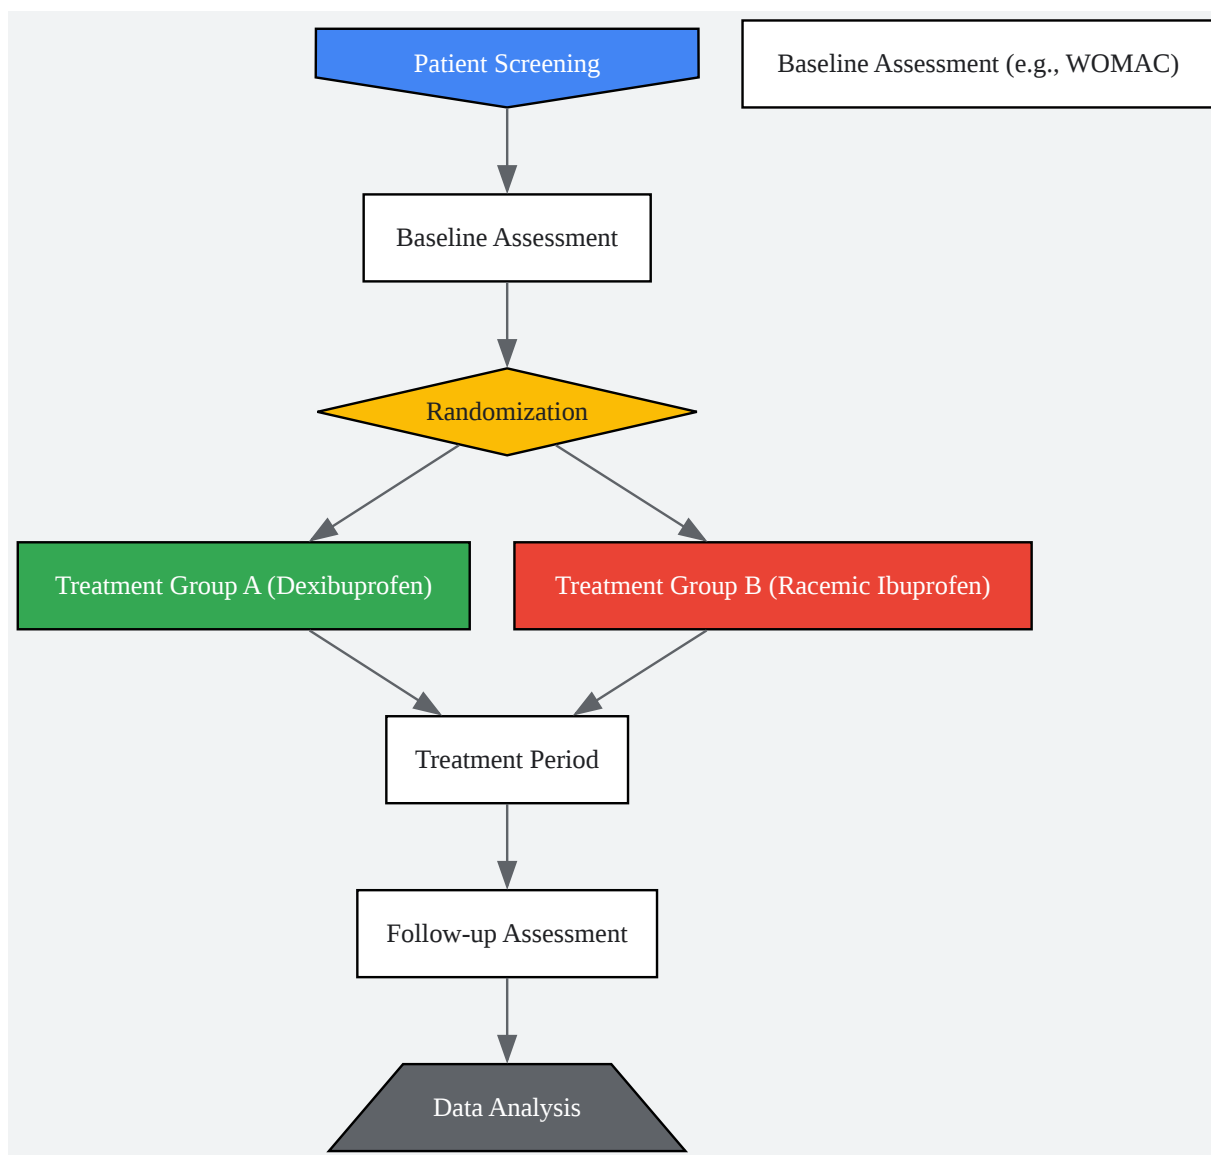 Patient Screening
Baseline Assessment (e.g., WOMAC)
Baseline Assessment
Randomization
Treatment Group A (Dexibuprofen)
Treatment Group B (Racemic Ibuprofen)
Treatment Period
Follow-up Assessment
Data Analysis